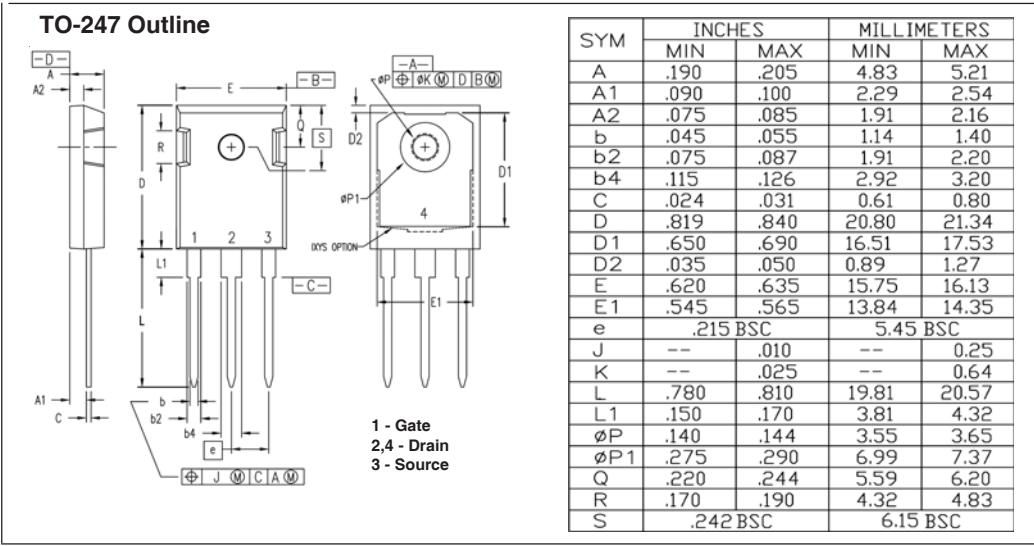 TO-247 Outline
-D-
A
A2
E
-B-
Q
S
R
D
1 2 3
L1
-C-
L
A1
C
b
b2
b4
e
⌖ J Ⓜ C A Ⓜ
-A-
øP ⌖ øK Ⓜ D B Ⓜ
D2
D1
øP1
4
IXYS OPTION
E1
1 - Gate
2,4 - Drain
3 - Source
SYM INCHES MILLIMETERS
MIN MAX MIN MAX
A .190 .205 4.83 5.21
A1 .090 .100 2.29 2.54
A2 .075 .085 1.91 2.16
b .045 .055 1.14 1.40
b2 .075 .087 1.91 2.20
b4 .115 .126 2.92 3.20
C .024 .031 0.61 0.80
D .819 .840 20.80 21.34
D1 .650 .690 16.51 17.53
D2 .035 .050 0.89 1.27
E .620 .635 15.75 16.13
E1 .545 .565 13.84 14.35
e .215 BSC 5.45 BSC
J -- .010 -- 0.25
K -- .025 -- 0.64
L .780 .810 19.81 20.57
L1 .150 .170 3.81 4.32
øP .140 .144 3.55 3.65
øP1 .275 .290 6.99 7.37
Q .220 .244 5.59 6.20
R .170 .190 4.32 4.83
S .242 BSC 6.15 BSC